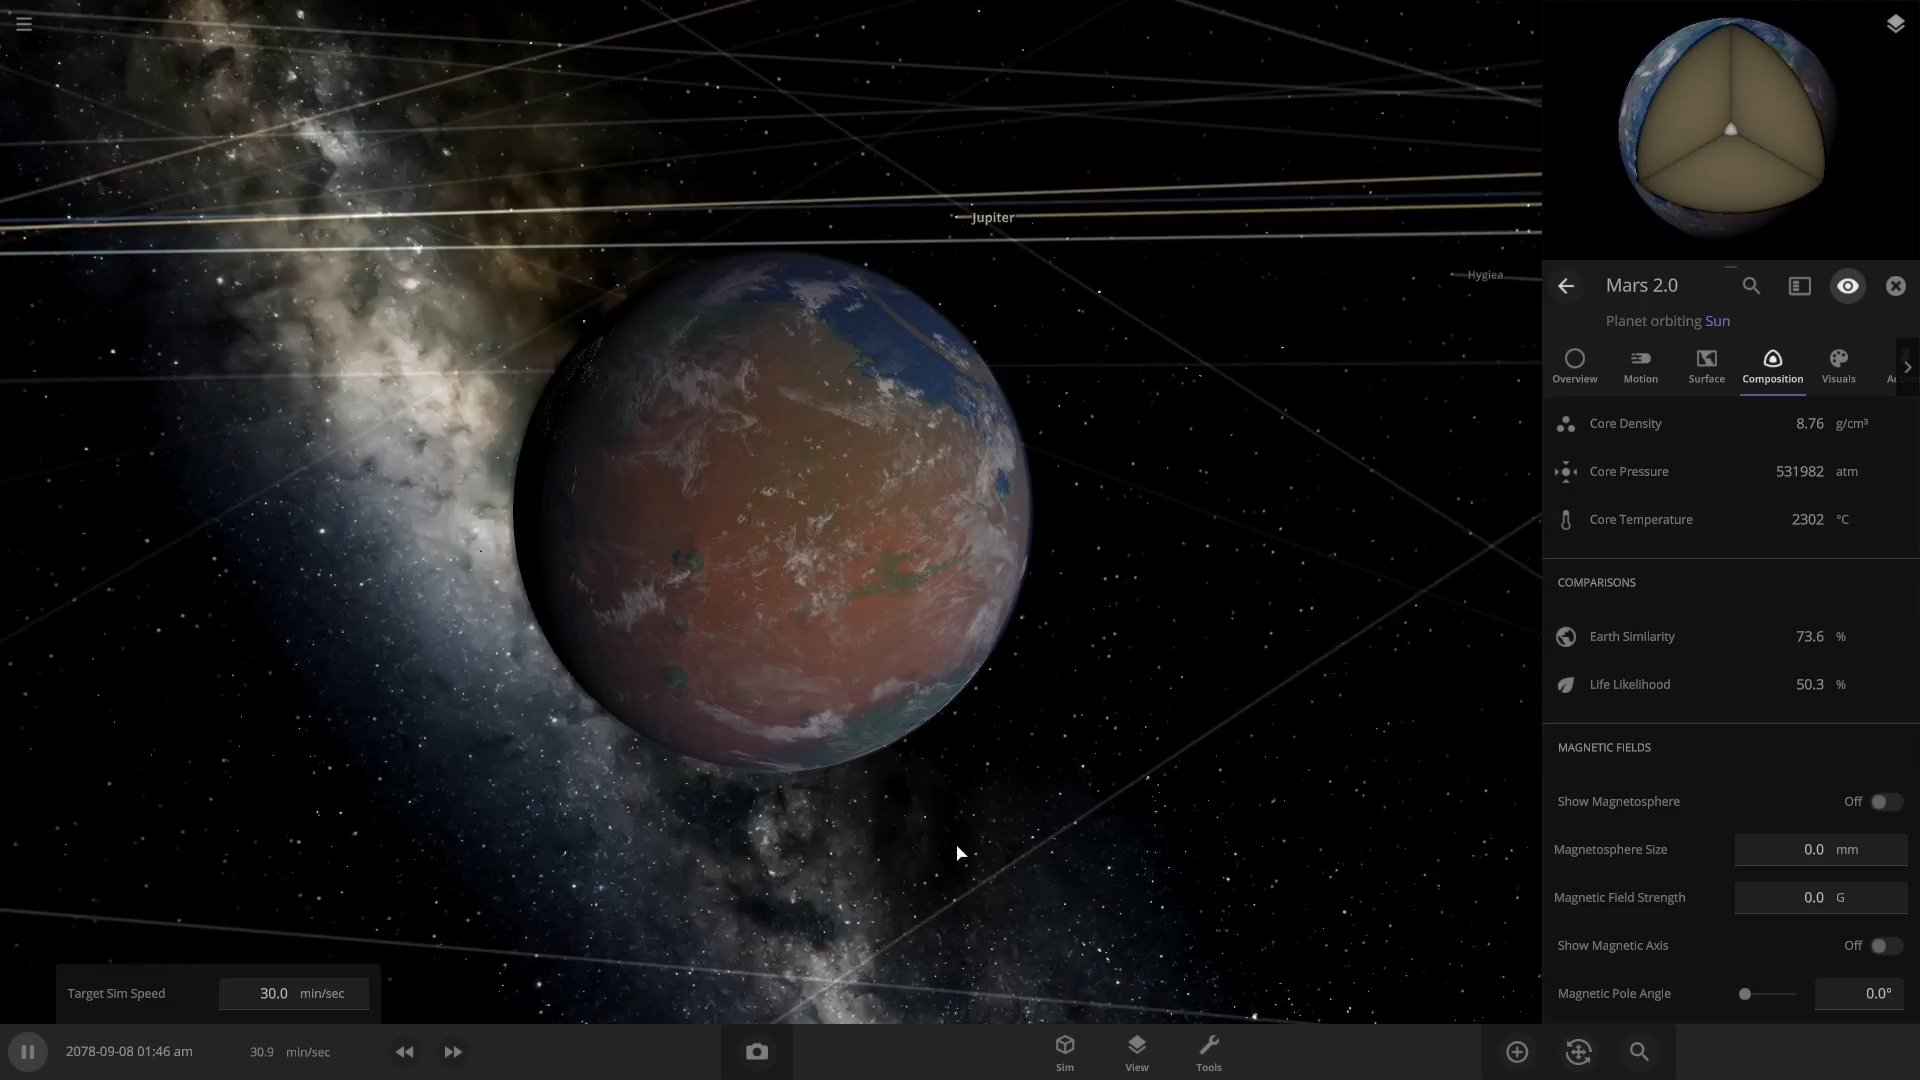 Jupiter
Hygiea
Mars 2.0
Planet orbiting Sun
Overview
Motion
Surface
Composition
Visuals
Core Density 8.76 g/cm³
Core Pressure 531982 atm
Core Temperature 2302 °C
COMPARISONS
Earth Similarity 73.6 %
Life Likelihood 50.3 %
MAGNETIC FIELDS
Show Magnetosphere Off
Magnetosphere Size 0.0 mm
Magnetic Field Strength 0.0 G
Show Magnetic Axis Off
Magnetic Pole Angle 0.0°
Target Sim Speed 30.0 min/sec
2078-09-08 01:46 am 30.9 min/sec
Sim
View
Tools